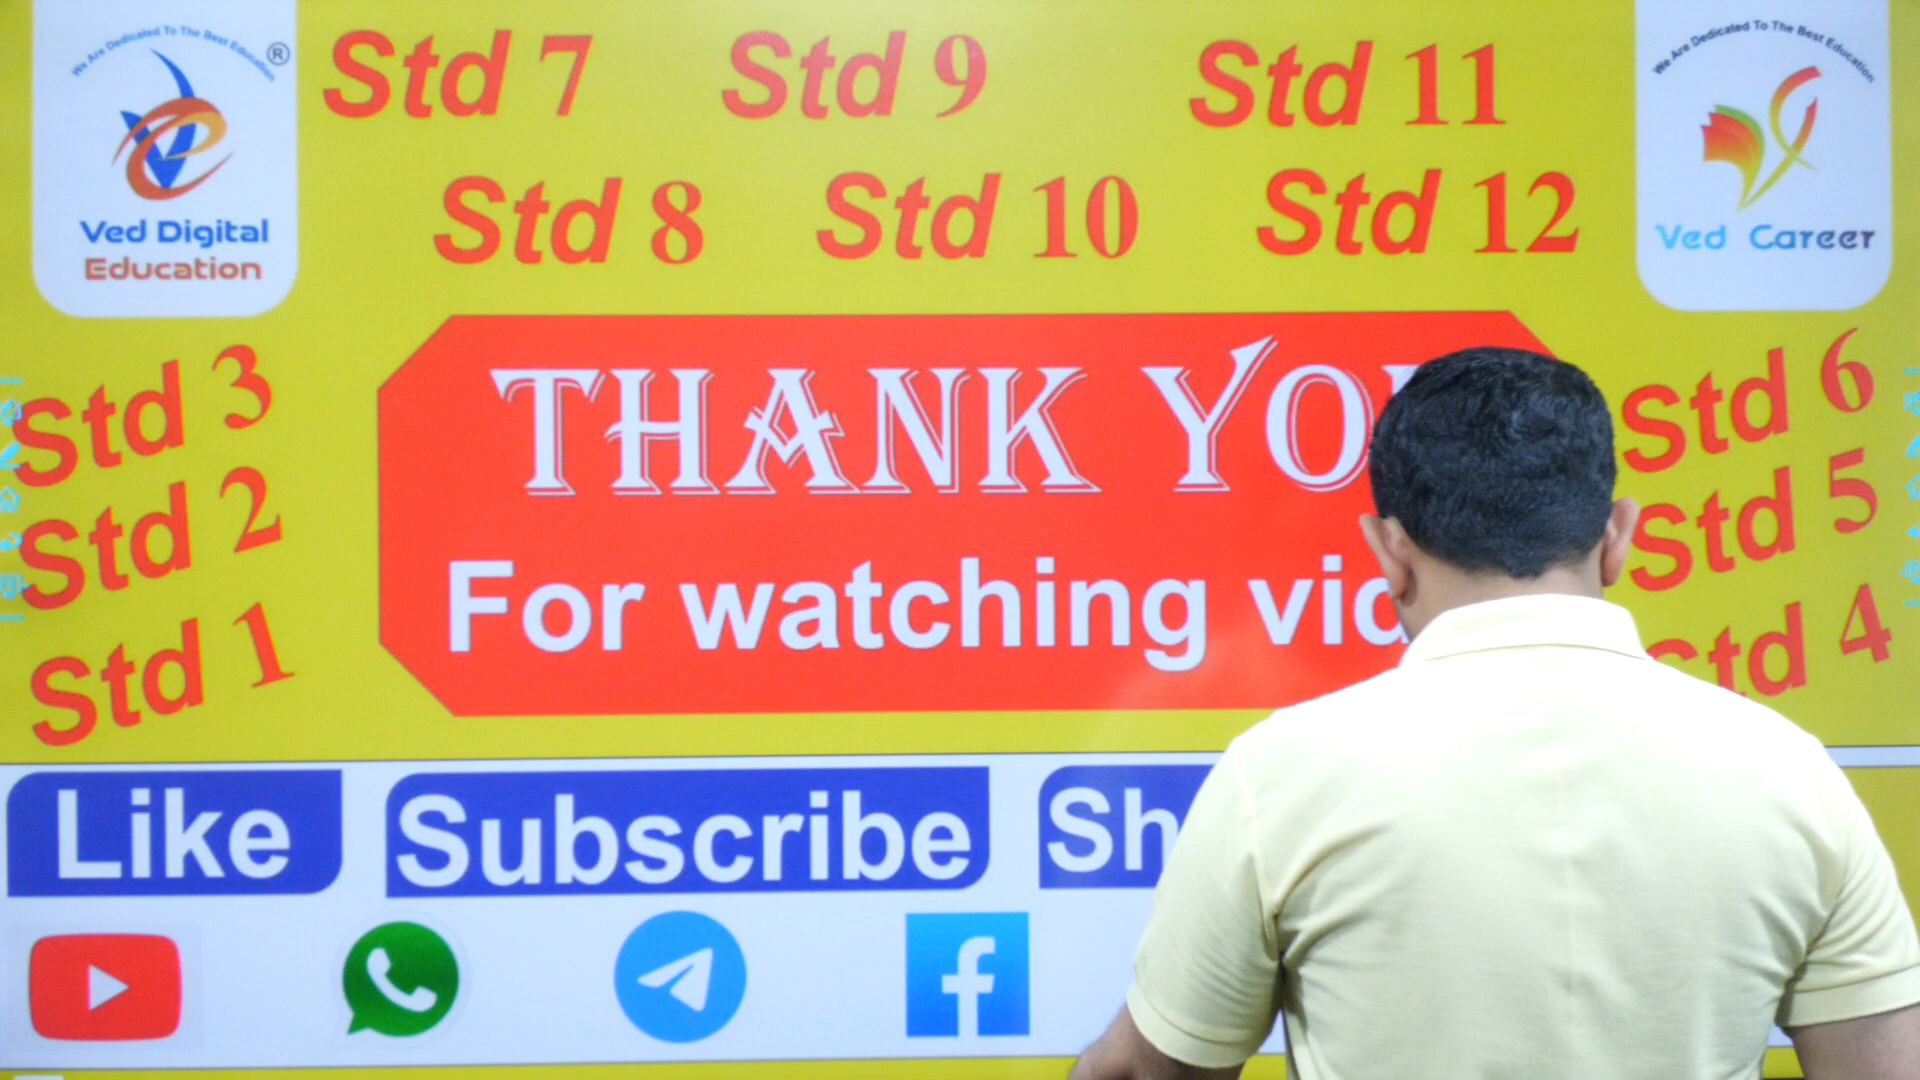 We Are Dedicated To The Best Education
®
Ved Digital
Education
Std 7
Std 9
Std 11
Std 8
Std 10
Std 12
We Are Dedicated To The Best Education
Ved Career
Std 3
Std 2
Std 1
THANK YO
For watching vid
Std 6
Std 5
Std 4
Like
Subscribe
Sh